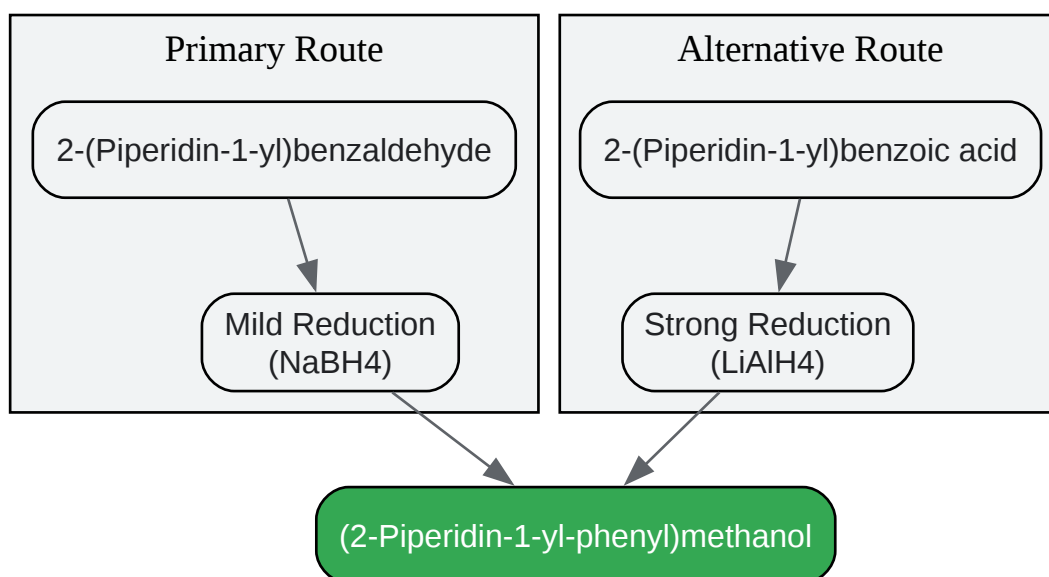 Primary Route
2-(Piperidin-1-yl)benzaldehyde
Mild Reduction
(NaBH4)
Alternative Route
2-(Piperidin-1-yl)benzoic acid
Strong Reduction
(LiAlH4)
(2-Piperidin-1-yl-phenyl)methanol